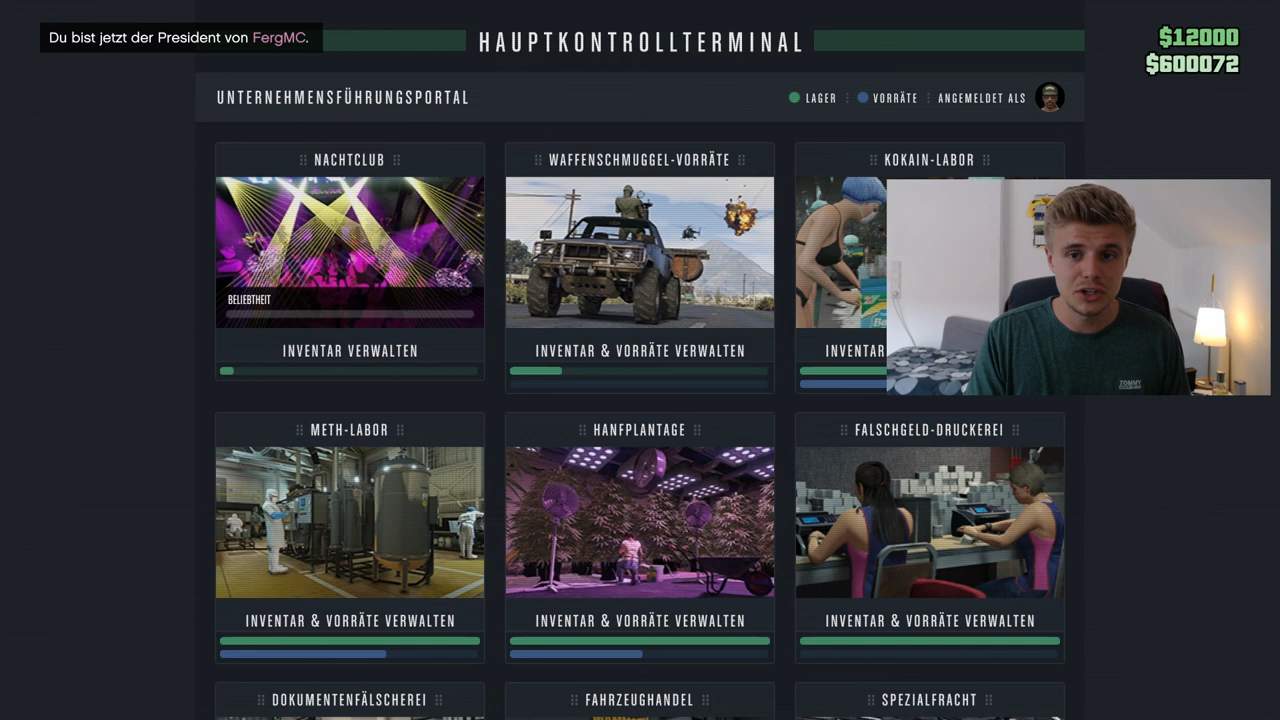 Du bist jetzt der President von FergMC.
HAUPTKONTROLLTERMINAL
$12000
$600072
UNTERNEHMENSFÜHRUNGSPORTAL
LAGER
VORRÄTE
ANGEMELDET ALS
NACHTCLUB
WAFFENSCHMUGGEL-VORRÄTE
KOKAIN-LABOR
BELIEBTHEIT
INVENTAR VERWALTEN
INVENTAR & VORRÄTE VERWALTEN
INVENTAR
TOMMY
METH-LABOR
HANFPLANTAGE
FALSCHGELD-DRUCKEREI
INVENTAR & VORRÄTE VERWALTEN
INVENTAR & VORRÄTE VERWALTEN
INVENTAR & VORRÄTE VERWALTEN
DOKUMENTENFÄLSCHEREI
FAHRZEUGHANDEL
SPEZIALFRACHT